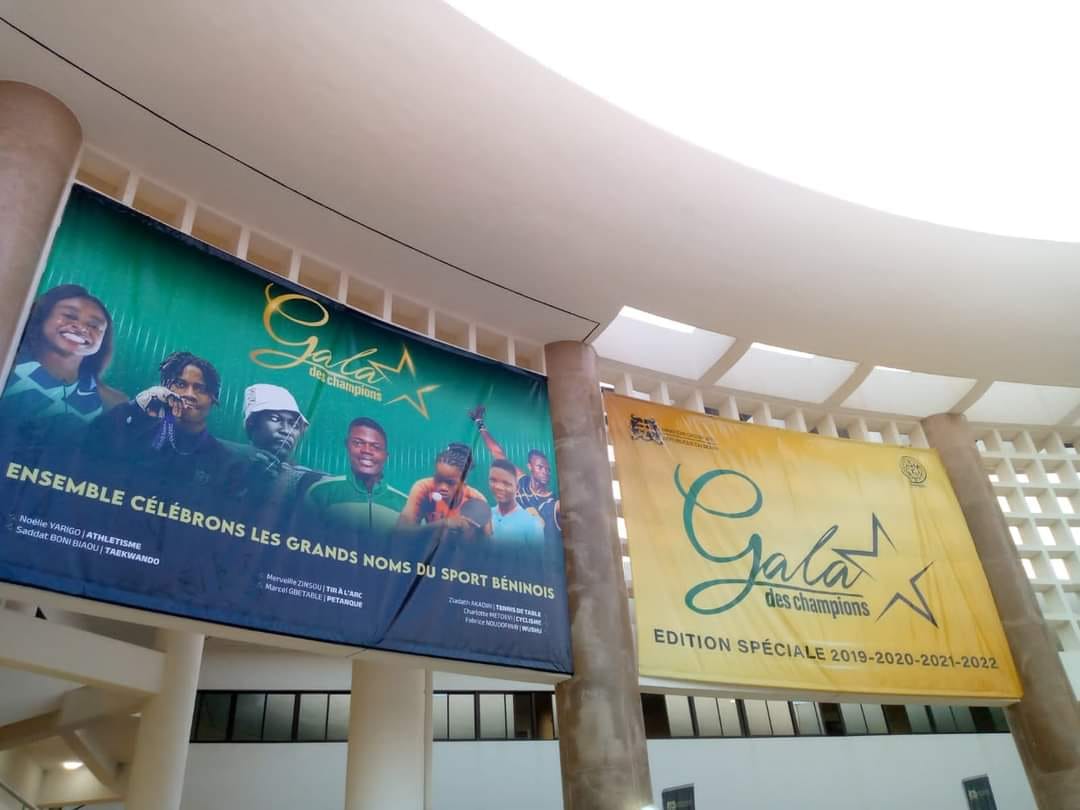 Gala
des champions
ENSEMBLE CÉLÉBRONS LES GRANDS NOMS DU SPORT BÉNINOIS
Noélie YARIGO | ATHLETISME
Saddat BONI BIAOU | TAEKWANDO
Merveille ZINSOU | TIR À L'ARC
Marcel GBETABLE | PETANQUE
Ziadath AKADIRI | TENNIS DE TABLE
Charlotte METOEVI | CYCLISME
Fabrice NOUDOFININ | WUSHU
Gala
des champions
EDITION SPÉCIALE 2019-2020-2021-2022